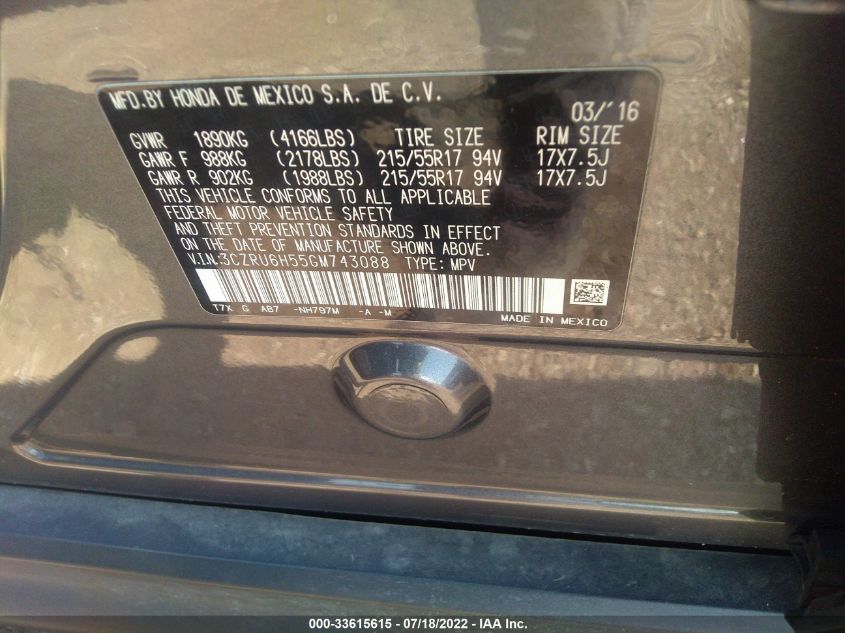 MFD.BY HONDA DE MEXICO S.A. DE C.V.
03/'16
GVWR 1890KG (4166LBS) TIRE SIZE RIM SIZE
GAWR F 988KG (2178LBS) 215/55R17 94V 17X7.5J
GAWR R 902KG (1988LBS) 215/55R17 94V 17X7.5J
THIS VEHICLE CONFORMS TO ALL APPLICABLE
FEDERAL MOTOR VEHICLE SAFETY
AND THEFT PREVENTION STANDARDS IN EFFECT
ON THE DATE OF MANUFACTURE SHOWN ABOVE.
V.I.N:3CZRU6H55GM743088 TYPE: MPV
T7X G AB7 -NH797M -A -M
MADE IN MEXICO
000-33615615 / 07/18/2022 - IAA Inc.